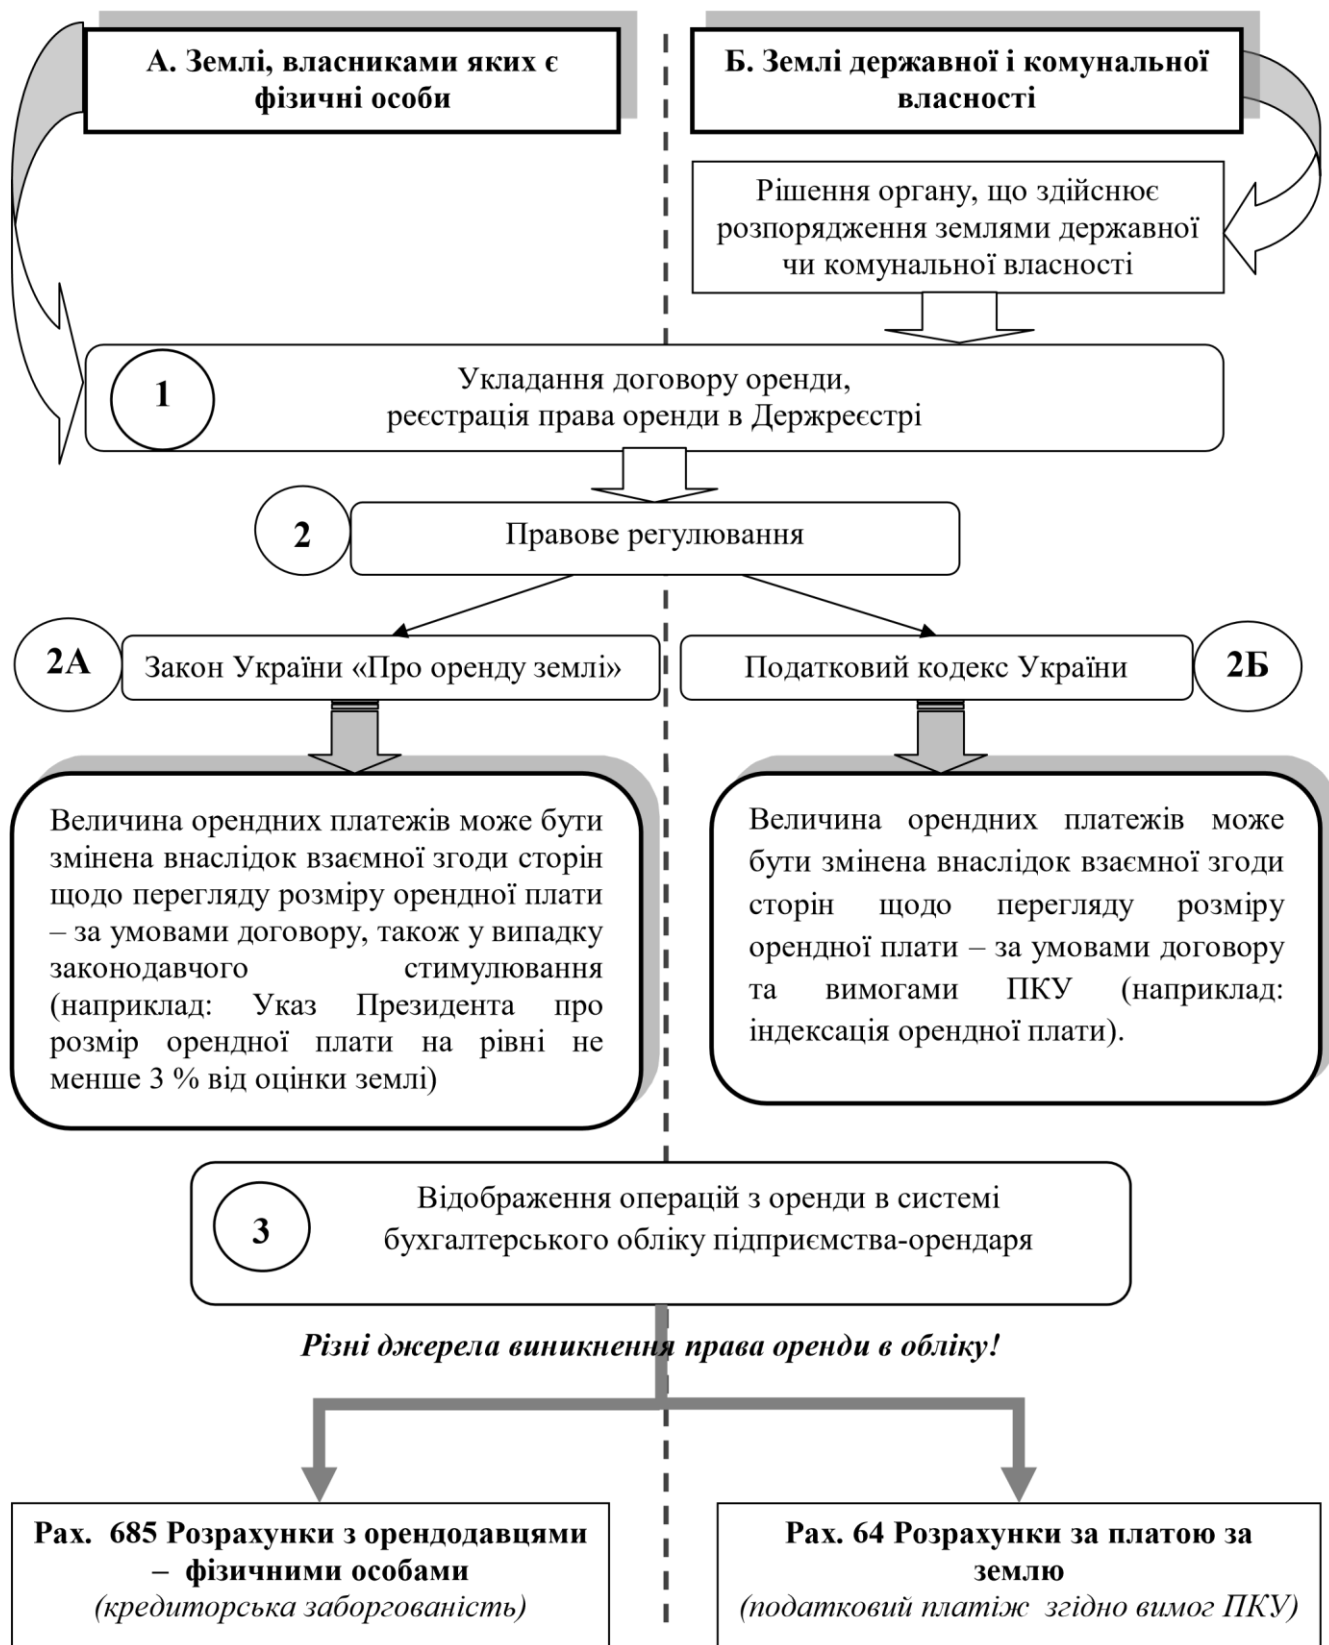 А. Землі, власниками яких є
фізичні особи
Б. Землі державної і комунальної
власності
Рішення органу, що здійснює
розпорядження землями державної
чи комунальної власності
1
Укладання договору оренди,
реєстрація права оренди в Держреєстрі
2
Правове регулювання
2А
Закон України «Про оренду землі»
Податковий кодекс України
2Б
Величина орендних платежів може бути
змінена внаслідок взаємної згоди сторін
щодо перегляду розміру орендної плати
– за умовами договору, також у випадку
законодавчого стимулювання
(наприклад: Указ Президента про
розмір орендної плати на рівні не
менше 3 % від оцінки землі)
Величина орендних платежів може
бути змінена внаслідок взаємної згоди
сторін щодо перегляду розміру
орендної плати – за умовами договору
та вимогами ПКУ (наприклад:
індексація орендної плати).
3
Відображення операцій з оренди в системі
бухгалтерського обліку підприємства-орендаря
Різні джерела виникнення права оренди в обліку!
Рах. 685 Розрахунки з орендодавцями
– фізичними особами
(кредиторська заборгованість)
Рах. 64 Розрахунки за платою за
землю
(податковий платіж згідно вимог ПКУ)